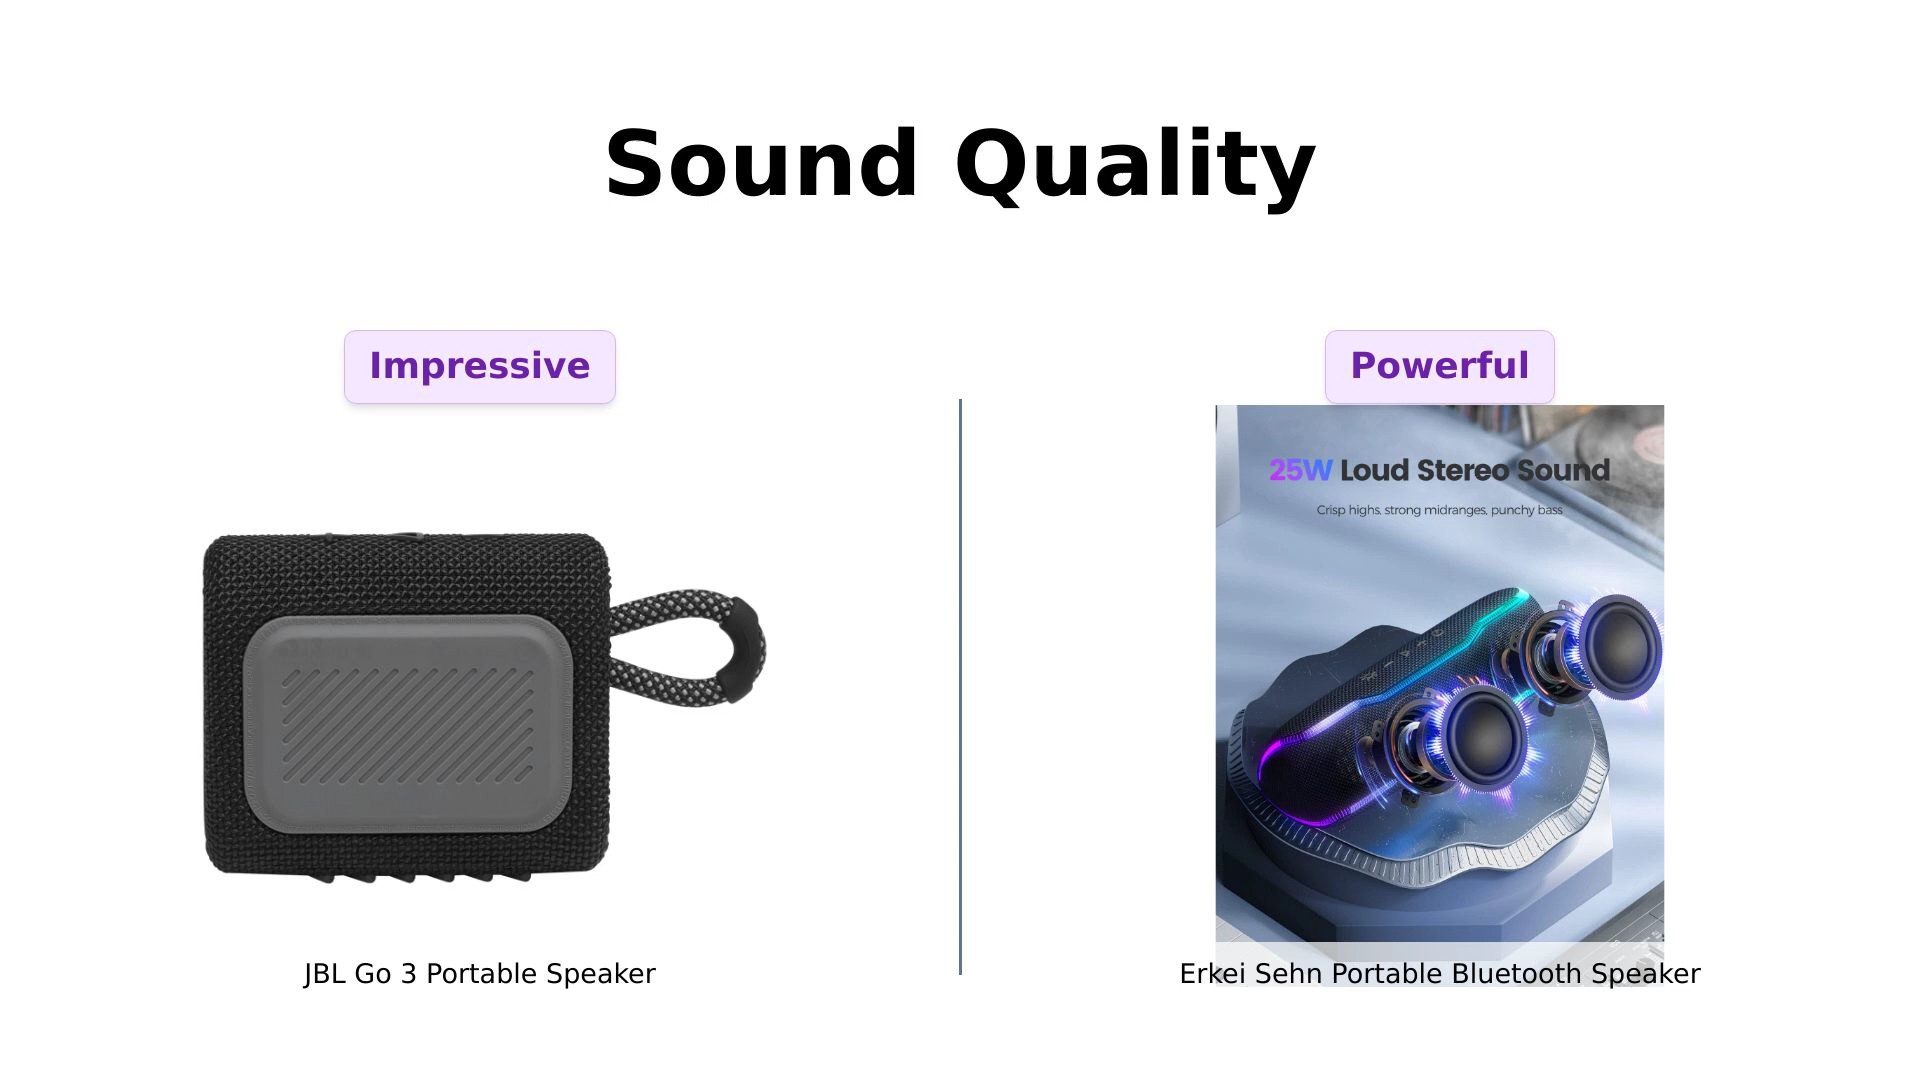 Sound Quality
Impressive
Powerful
25W Loud Stereo Sound
Crisp highs, strong midranges, punchy bass
JBL Go 3 Portable Speaker
Erkei Sehn Portable Bluetooth Speaker